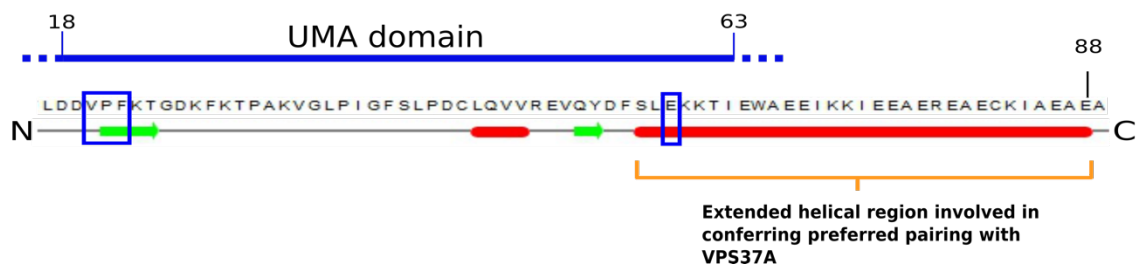 18 63
UMA domain
88
LDDVPFKTGDKFKTPAKVGLPIGFSLPDCLQVVREVQYDFSLEKKTIEWAEEIKKIEEAEREAECKIAEAEA
N C
Extended helical region involved in
conferring preferred pairing with
VPS37A